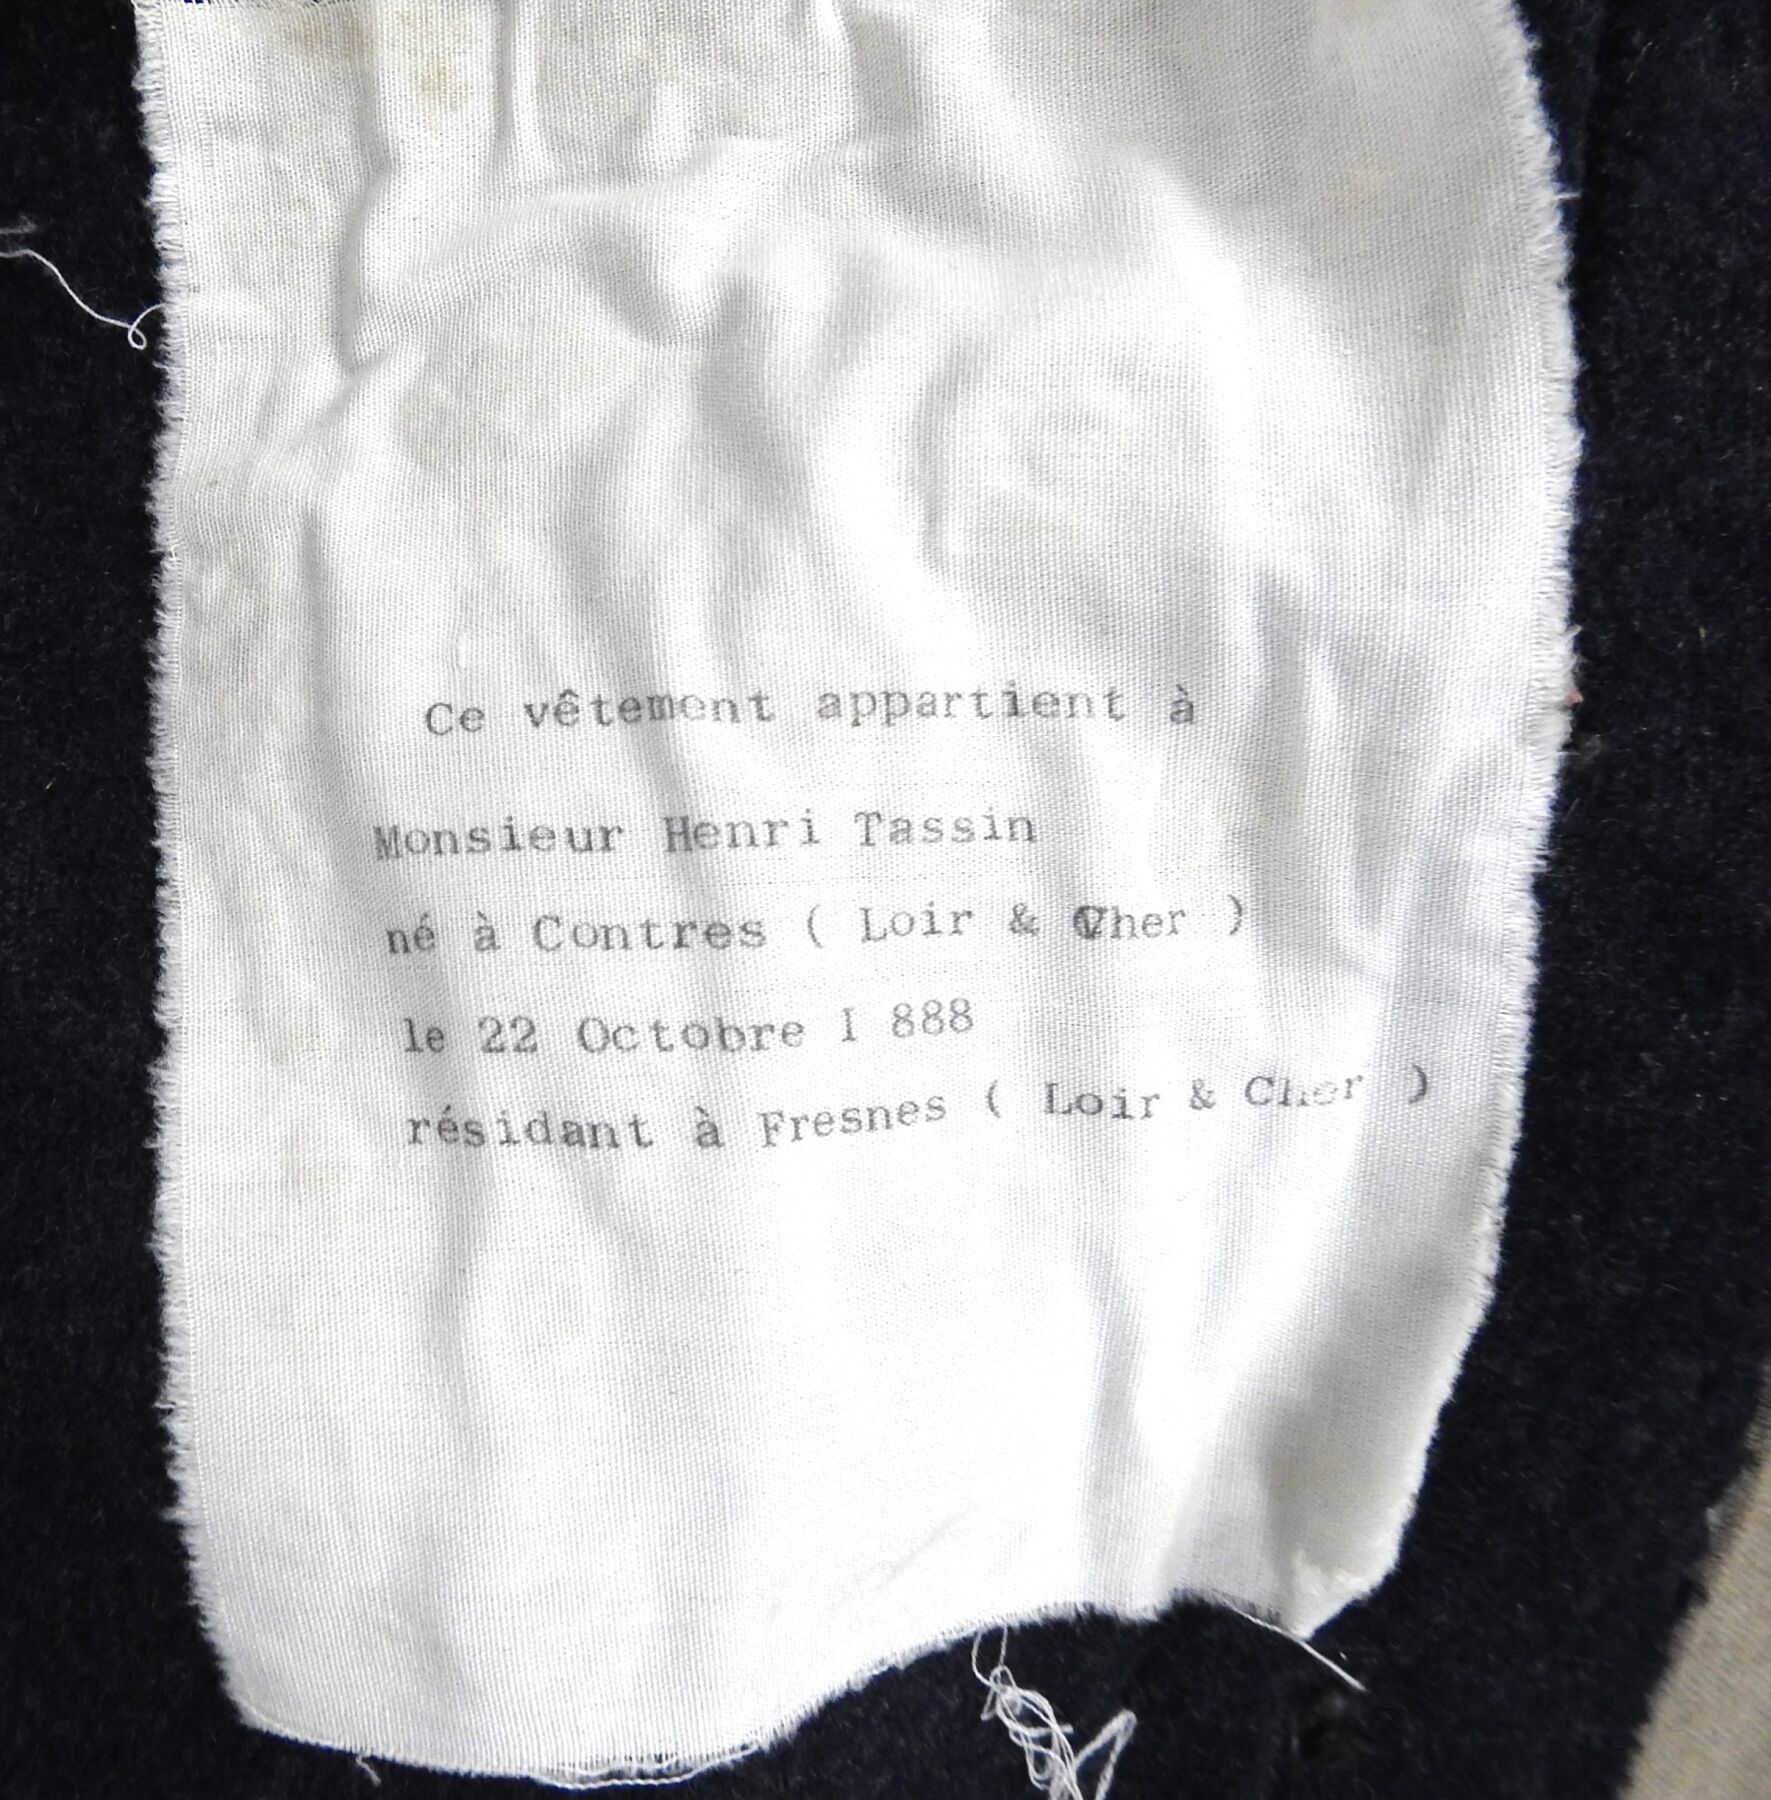 Ce vêtement appartient à
Monsieur Henri Tassin
né à Contres ( Loir & Cher )
le 22 Octobre I 888
résidant à Fresnes ( Loir & Cher )